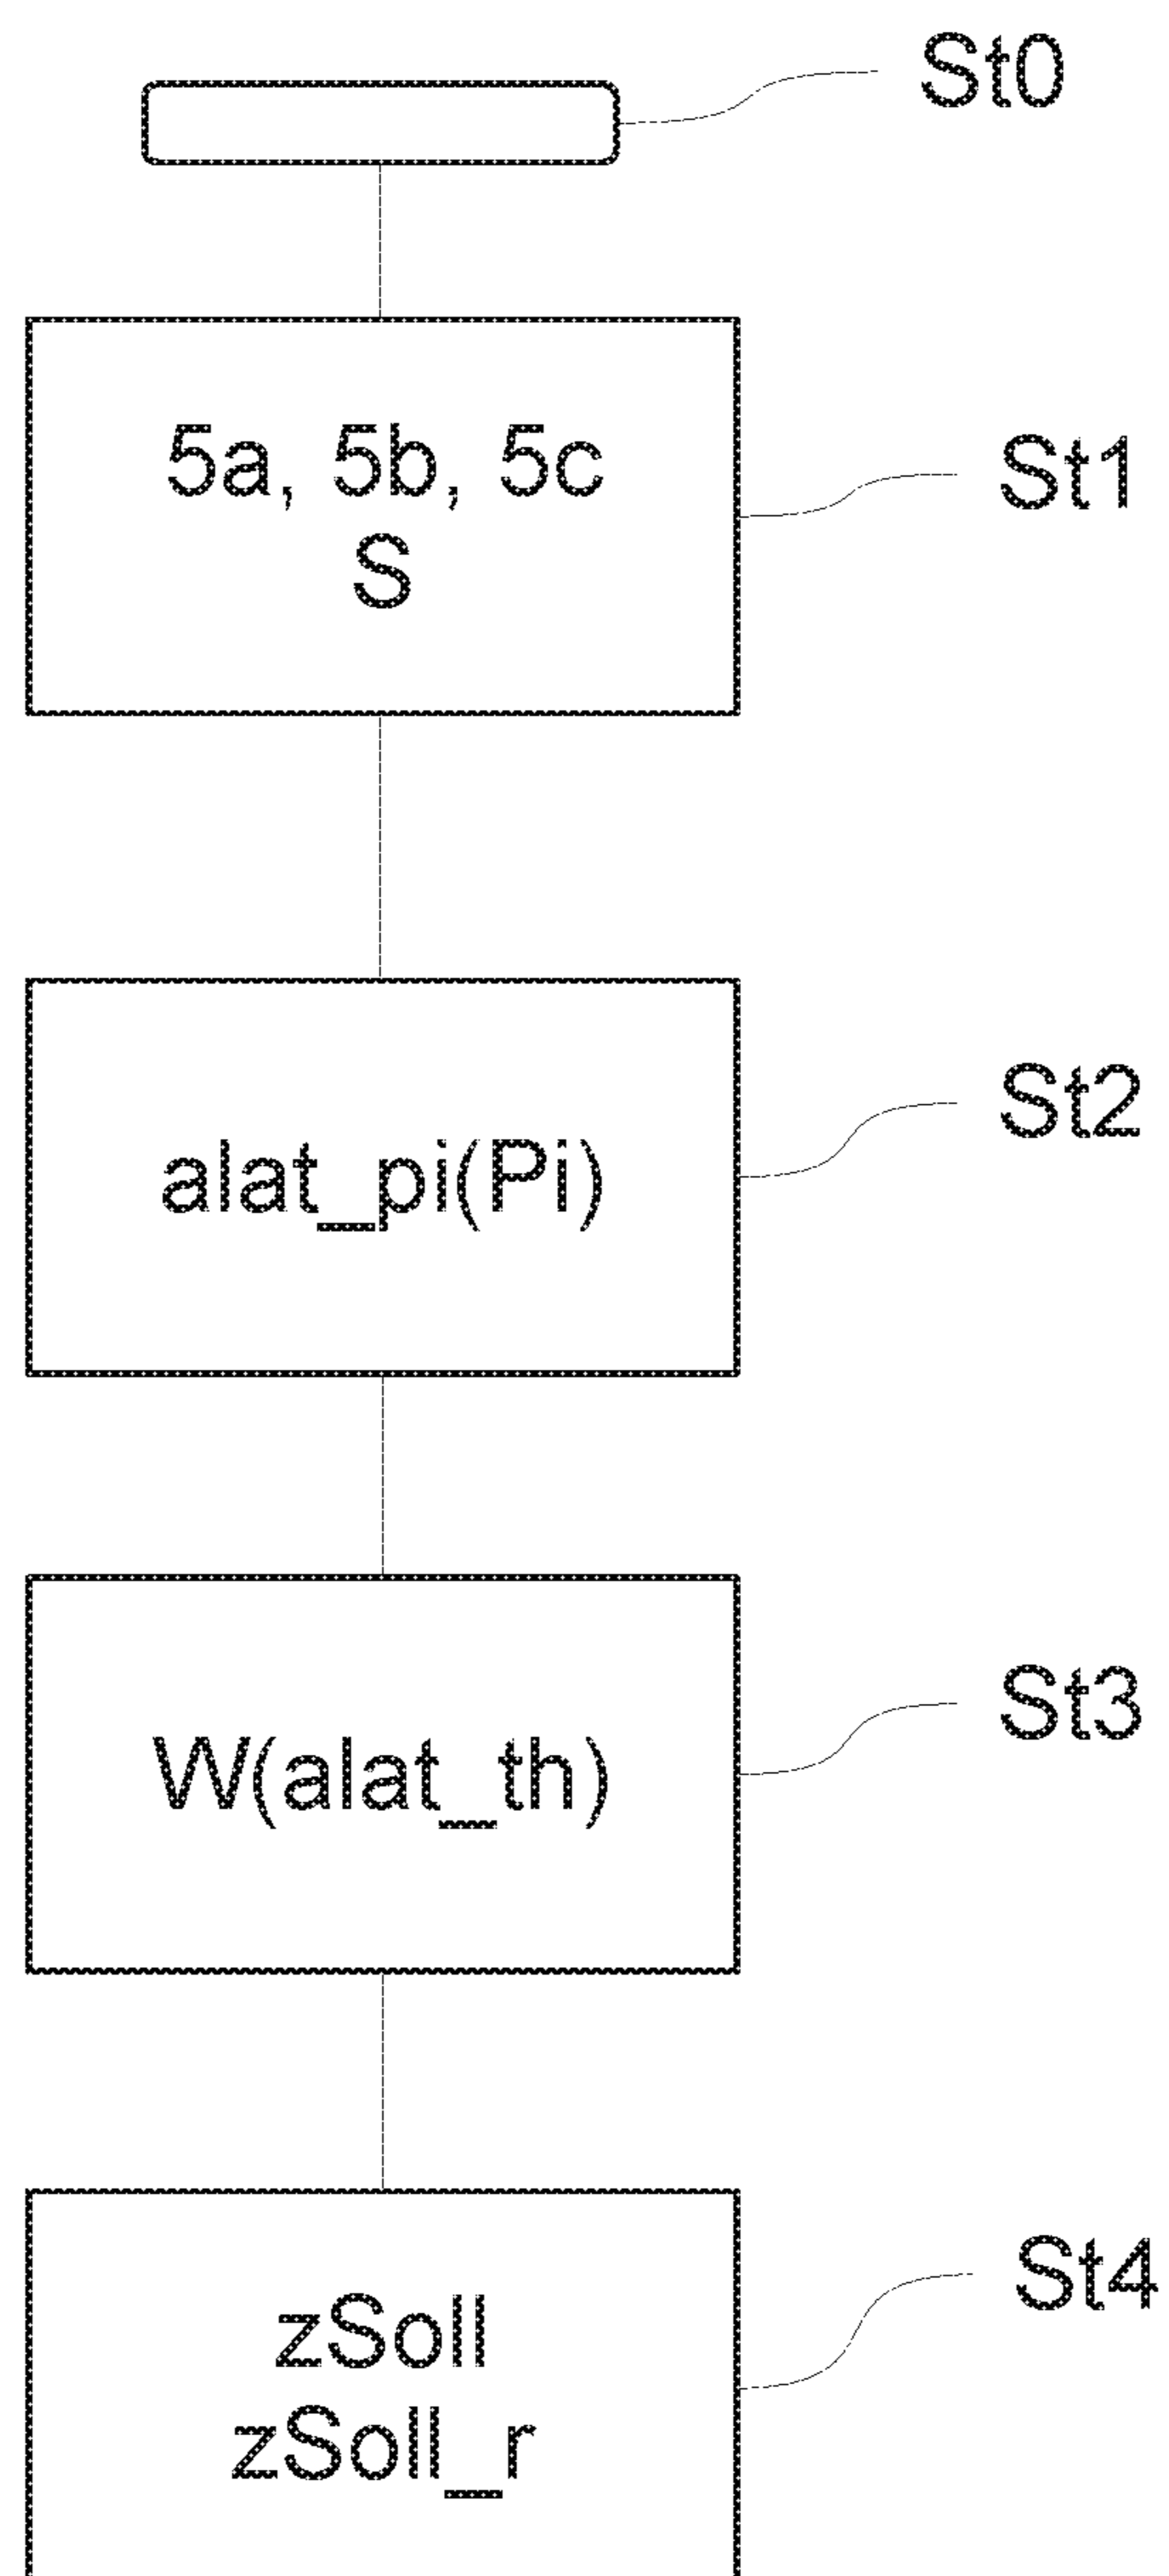 St0
5a, 5b, 5c
S
St1
alat_pi(Pi)
St2
W(alat_th)
St3
zSoll
zSoll_r
St4